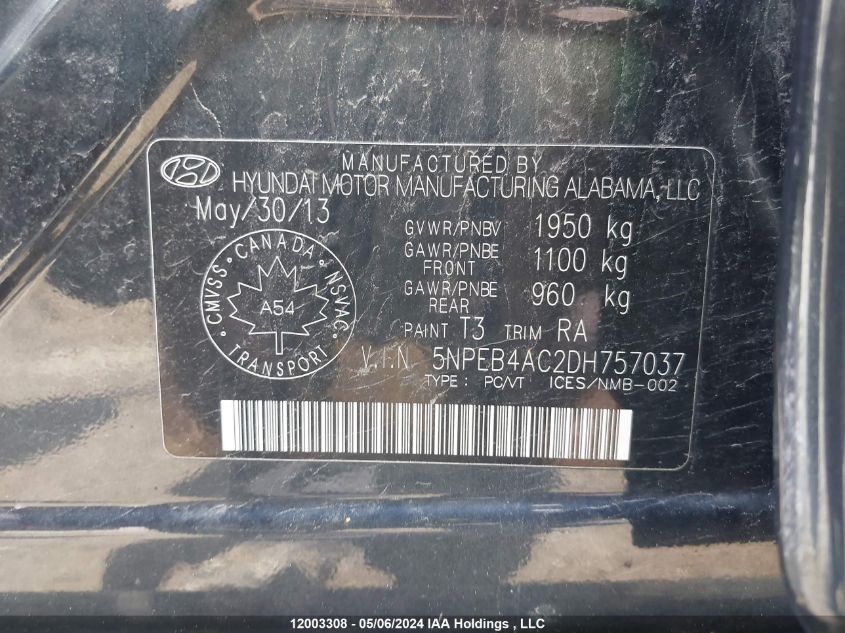 MANUFACTURED BY
HYUNDAI MOTOR MANUFACTURING ALABAMA, LLC
May/30/13
GVWR/PNBV 1950 kg
GAWR/PNBE FRONT 1100 kg
GAWR/PNBE REAR 960 kg
CMVSS · CANADA · NSVAC
A54
TRANSPORT
PAINT T3 TRIM RA
V.I.N. 5NPEB4AC2DH757037
TYPE : PC/VT ICES/NMB-002
12003308 - 05/06/2024 IAA Holdings , LLC